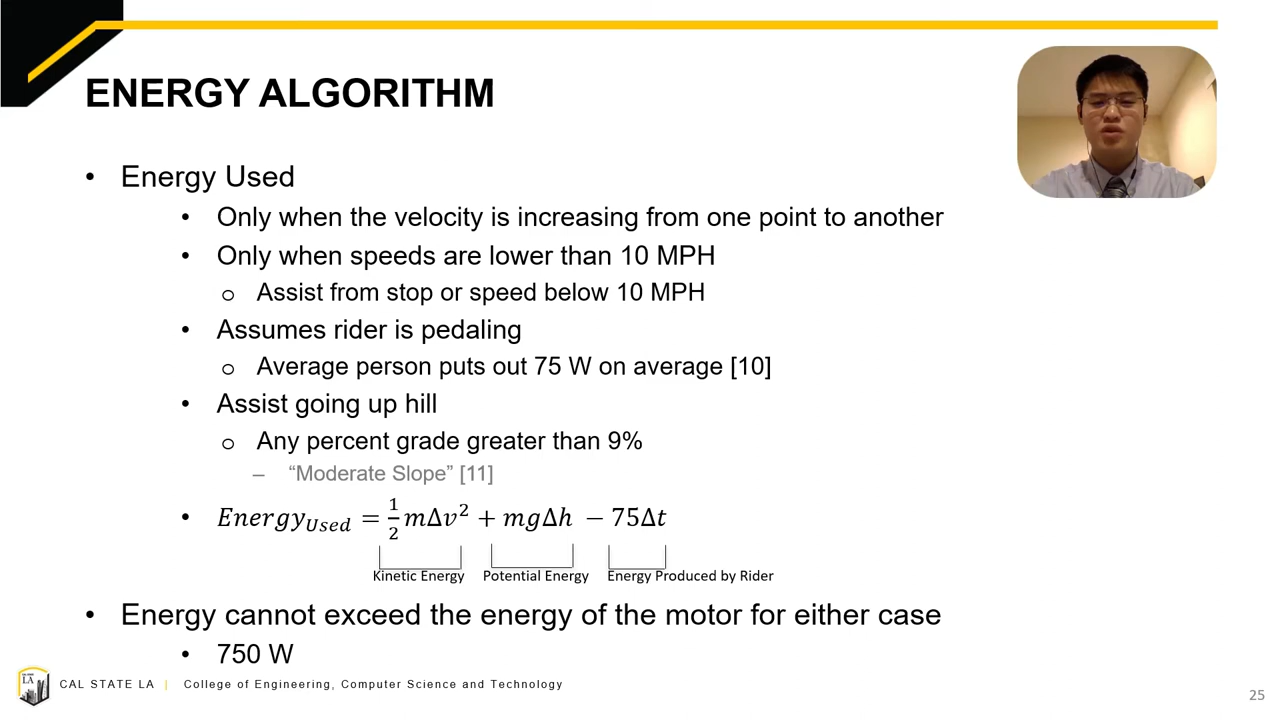 ENERGY ALGORITHM
• Energy Used
• Only when the velocity is increasing from one point to another
• Only when speeds are lower than 10 MPH
o Assist from stop or speed below 10 MPH
• Assumes rider is pedaling
o Average person puts out 75 W on average [10]
• Assist going up hill
o Any percent grade greater than 9%
– “Moderate Slope” [11]
• Energy_Used = 1/2 mΔv² + mgΔh − 75Δt
Kinetic Energy Potential Energy Energy Produced by Rider
• Energy cannot exceed the energy of the motor for either case
• 750 W
LA
CAL STATE LA | College of Engineering, Computer Science and Technology
25